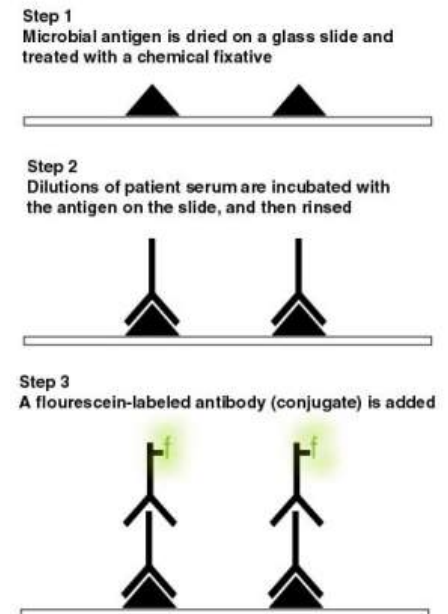 Step 1
Microbial antigen is dried on a glass slide and
treated with a chemical fixative
Step 2
Dilutions of patient serum are incubated with
the antigen on the slide, and then rinsed
Step 3
A flourescein-labeled antibody (conjugate) is added
f f